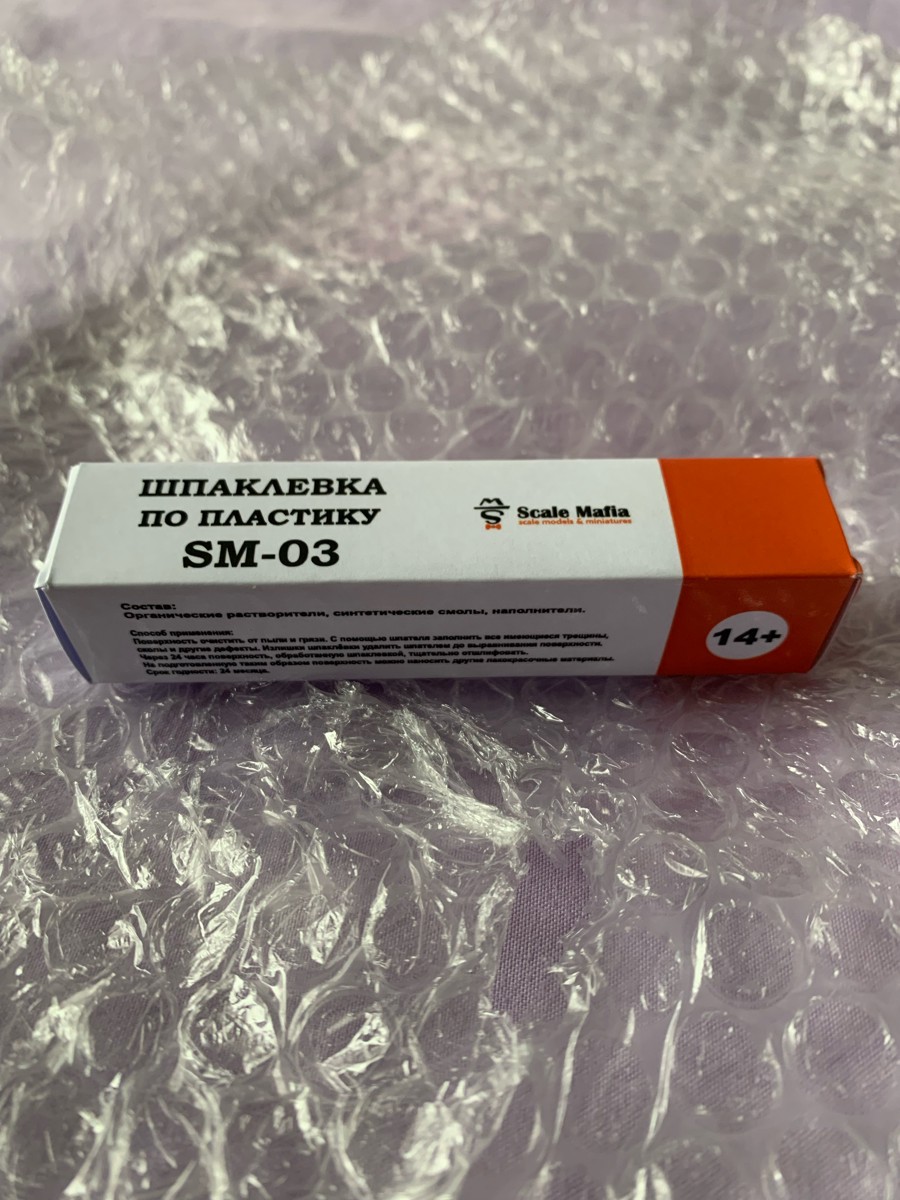 ШПАКЛЕВКА
ПО ПЛАСТИКУ
SM-03
Scale Mafia
scale models & miniatures
Состав:
Органические растворители, синтетические смолы, наполнители.
Способ применения:
Поверхность очистить от пыли и грязи. С помощью шпателя заполнить все имеющиеся трещины,
сколы и другие дефекты. Излишки шпаклёвки удалить шпателем до выравнивания поверхности.
Через 24 часа поверхность, обработанную шпаклевкой, тщательно отшлифовать.
На подготовленную таким образом поверхность можно наносить другие лакокрасочные материалы.
Срок годности: 24 месяца.
14+